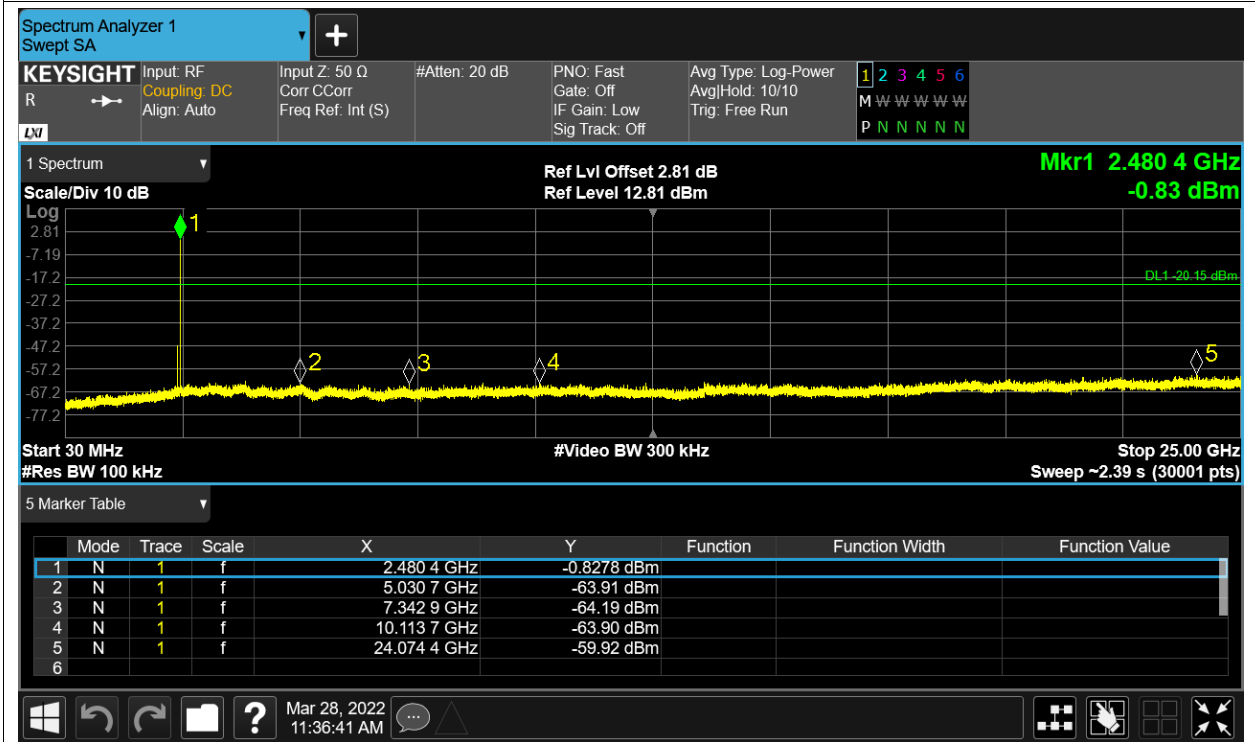 Spectrum Analyzer 1
Swept SA
+
KEYSIGHT Input: RF Input Z: 50 Ω #Atten: 20 dB PNO: Fast Avg Type: Log-Power 1 2 3 4 5 6
R Coupling: DC Corr CCorr Gate: Off Avg|Hold: 10/10 M W W W W W
Align: Auto Freq Ref: Int (S) IF Gain: Low Trig: Free Run
LXI Sig Track: Off P N N N N N
1 Spectrum Ref Lvl Offset 2.81 dB Mkr1 2.480 4 GHz
Scale/Div 10 dB Ref Level 12.81 dBm -0.83 dBm
Log
1
2.81
-7.19
-17.2 DL1 -20.15 dBm
-27.2
-37.2
-47.2
2 3 4 5
-57.2
-67.2
-77.2
Start 30 MHz #Video BW 300 kHz Stop 25.00 GHz
#Res BW 100 kHz Sweep ~2.39 s (30001 pts)
5 Marker Table
Mode Trace Scale X Y Function Function Width Function Value
1 N 1 f 2.480 4 GHz -0.8278 dBm
2 N 1 f 5.030 7 GHz -63.91 dBm
3 N 1 f 7.342 9 GHz -64.19 dBm
4 N 1 f 10.113 7 GHz -63.90 dBm
5 N 1 f 24.074 4 GHz -59.92 dBm
6
? Mar 28, 2022
11:36:41 AM